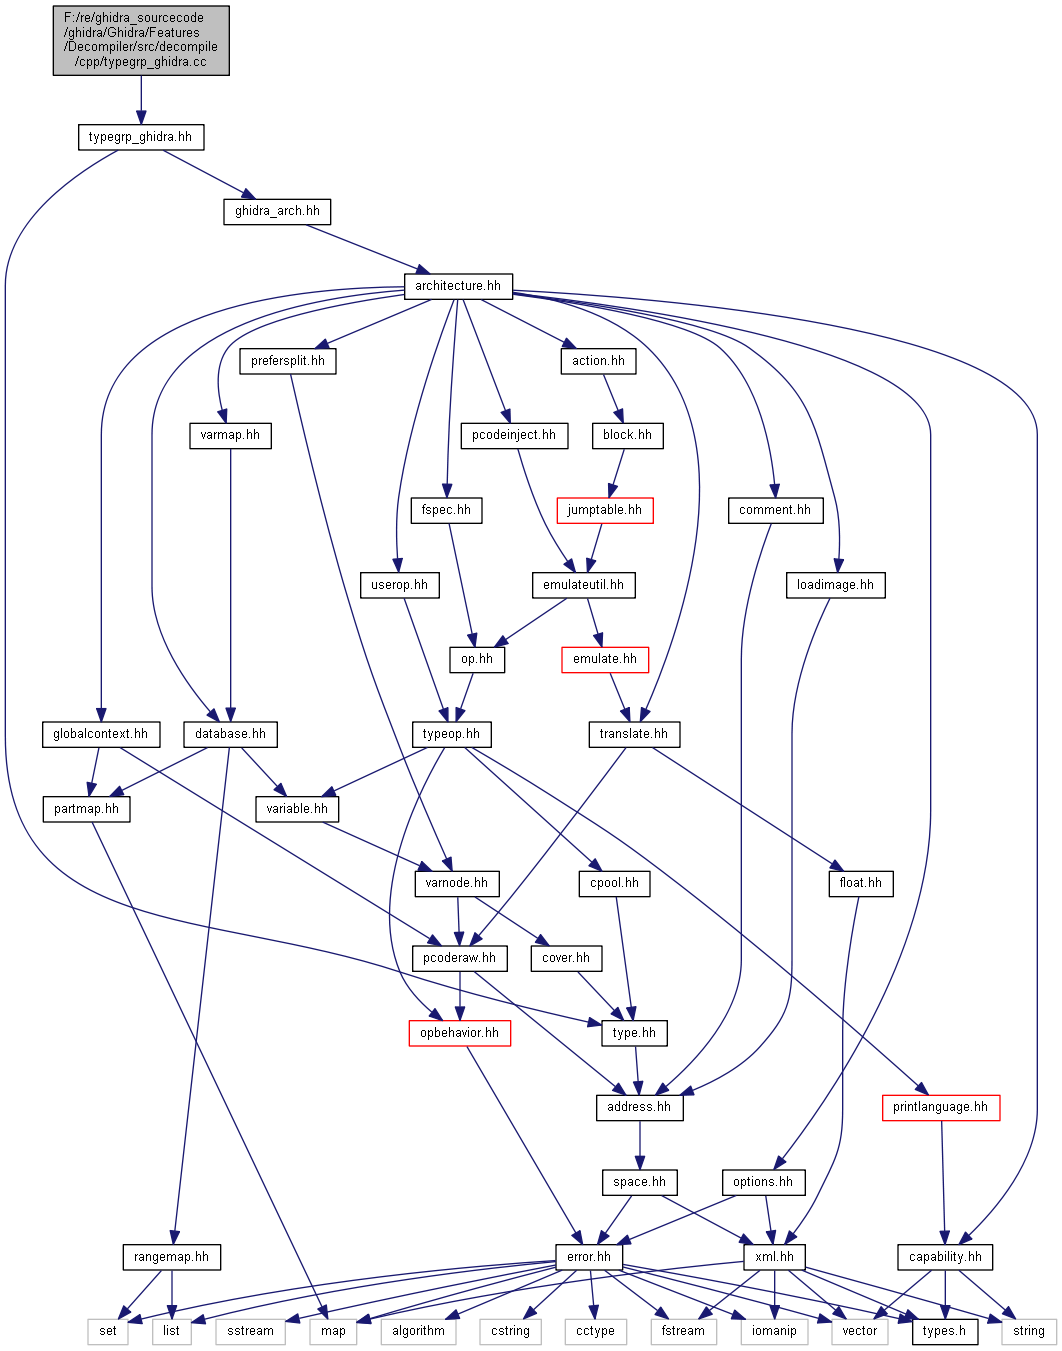 F:/re/ghidra_sourcecode
/ghidra/Ghidra/Features
/Decompiler/src/decompile
/cpp/typegrp_ghidra.cc
typegrp_ghidra.hh
ghidra_arch.hh
architecture.hh
prefersplit.hh
action.hh
varmap.hh
pcodeinject.hh
block.hh
fspec.hh
jumptable.hh
comment.hh
userop.hh
emulateutil.hh
loadimage.hh
op.hh
emulate.hh
globalcontext.hh
database.hh
typeop.hh
translate.hh
partmap.hh
variable.hh
varnode.hh
cpool.hh
float.hh
pcoderaw.hh
cover.hh
opbehavior.hh
type.hh
address.hh
printlanguage.hh
space.hh
options.hh
rangemap.hh
error.hh
xml.hh
capability.hh
set
list
sstream
map
algorithm
cstring
cctype
fstream
iomanip
vector
types.h
string